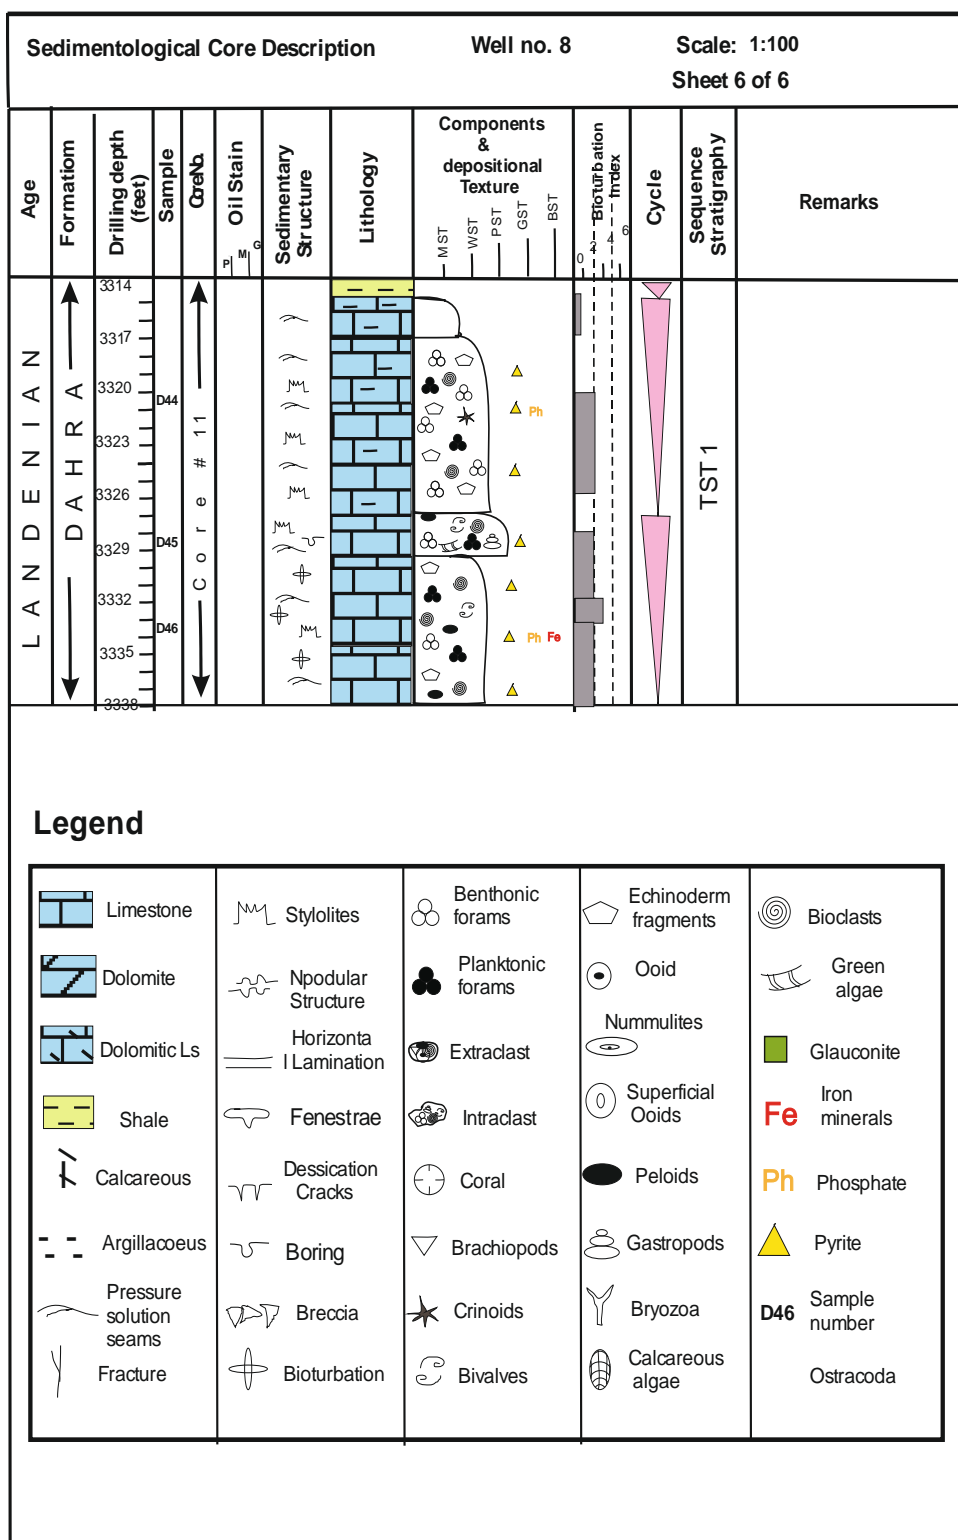 Sedimentological Core Description Well no. 8 Scale: 1:100
Sheet 6 of 6
Age
Formatiom
Drilling depth
(feet)
Sample
CoreNo.
Oil Stain
P M G
Sedimentary
Structure
Lithology
Components
&
depositional
Texture
MST WST PST GST BST
Bioturbation
Index
0 2 4 6
Cycle
Sequence
Stratigraphy
Remarks
LANDENIAN
DAHRA
3314
3317
3320
3323
3326
3329
3332
3335
3338
D44
D45
D46
Core # 11
Ph
Ph Fe
TST 1
Legend
Limestone
Dolomite
Dolomitic Ls
Shale
Calcareous
Argillacoeus
Pressure
solution
seams
Fracture
Stylolites
Npodular
Structure
Horizonta
l Lamination
Fenestrae
Dessication
Cracks
Boring
Breccia
Bioturbation
Benthonic
forams
Planktonic
forams
Extraclast
Intraclast
Coral
Brachiopods
Crinoids
Bivalves
Echinoderm
fragments
Ooid
Nummulites
Superficial
Ooids
Peloids
Gastropods
Bryozoa
Calcareous
algae
Bioclasts
Green
algae
Glauconite
Fe Iron
minerals
Ph Phosphate
Pyrite
D46 Sample
number
Ostracoda